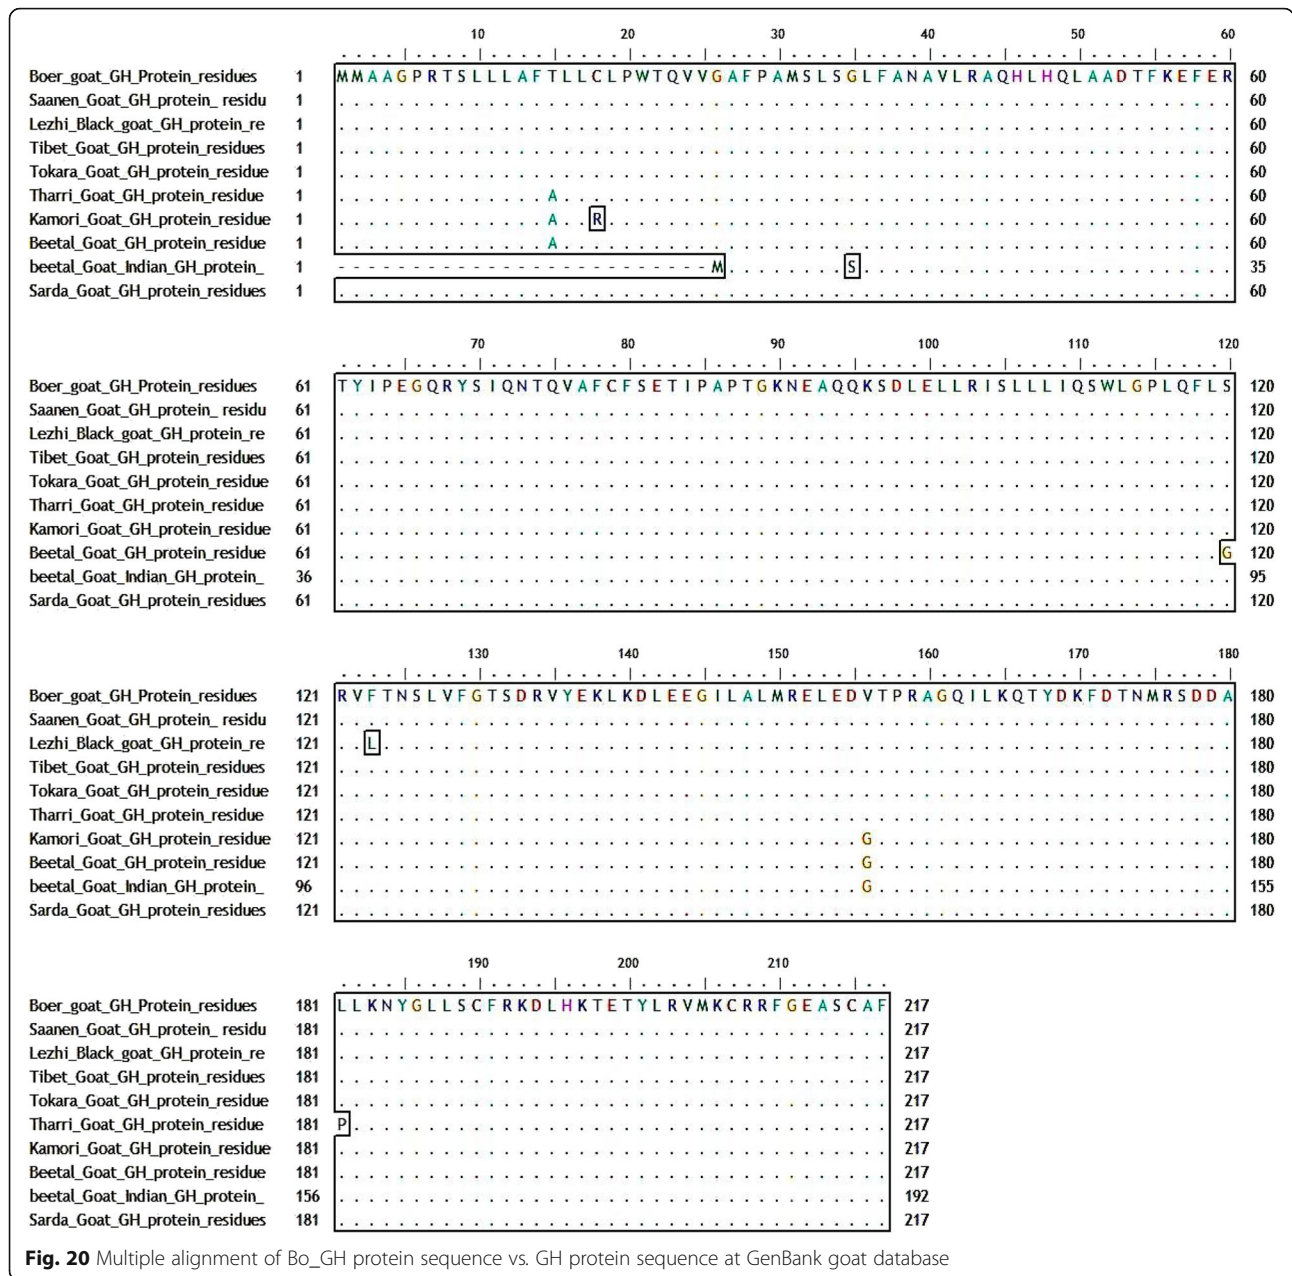 10 20 30 40 50 60
Boer_goat_GH_Protein_residues 1 MMAAGPRTSLLLAFTLLCLPWTQVVGAFPAMSLSGLFANAVLRAQHLHQLAADTFKEFER 60
Saanen_Goat_GH_protein_ residu 1 60
Lezhi_Black_goat_GH_protein_re 1 60
Tibet_Goat_GH_protein_residues 1 60
Tokara_Goat_GH_protein_residue 1 60
Tharri_Goat_GH_protein_residue 1 A 60
Kamori_Goat_GH_protein_residue 1 A R 60
Beetal_Goat_GH_protein_residue 1 A 60
beetal_Goat_Indian_GH_protein_ 1 -------------------------M S 35
Sarda_Goat_GH_protein_residues 1 60
70 80 90 100 110 120
Boer_goat_GH_Protein_residues 61 TYIPEGQRYSIQNTQVAFCFSETIPAPTGKNEAQQKSDLELLRISLLLIQSWLGPLQFLS 120
Saanen_Goat_GH_protein_ residu 61 120
Lezhi_Black_goat_GH_protein_re 61 120
Tibet_Goat_GH_protein_residues 61 120
Tokara_Goat_GH_protein_residue 61 120
Tharri_Goat_GH_protein_residue 61 120
Kamori_Goat_GH_protein_residue 61 120
Beetal_Goat_GH_protein_residue 61 G 120
beetal_Goat_Indian_GH_protein_ 36 95
Sarda_Goat_GH_protein_residues 61 120
130 140 150 160 170 180
Boer_goat_GH_Protein_residues 121 RVFTNSLVFGTSDRVYEKLKDLEEGILALMRELEDVTPRAGQILKQTYDKFDTNMRSDDA 180
Saanen_Goat_GH_protein_ residu 121 180
Lezhi_Black_goat_GH_protein_re 121 L 180
Tibet_Goat_GH_protein_residues 121 180
Tokara_Goat_GH_protein_residue 121 180
Tharri_Goat_GH_protein_residue 121 180
Kamori_Goat_GH_protein_residue 121 G 180
Beetal_Goat_GH_protein_residue 121 G 180
beetal_Goat_Indian_GH_protein_ 96 G 155
Sarda_Goat_GH_protein_residues 121 180
190 200 210
Boer_goat_GH_Protein_residues 181 LLKNYGLLSCFRKDLHKTETYLRVMKCRRFGEASCAF 217
Saanen_Goat_GH_protein_ residu 181 217
Lezhi_Black_goat_GH_protein_re 181 217
Tibet_Goat_GH_protein_residues 181 217
Tokara_Goat_GH_protein_residue 181 217
Tharri_Goat_GH_protein_residue 181 P 217
Kamori_Goat_GH_protein_residue 181 217
Beetal_Goat_GH_protein_residue 181 217
beetal_Goat_Indian_GH_protein_ 156 192
Sarda_Goat_GH_protein_residues 181 217
Fig. 20 Multiple alignment of Bo_GH protein sequence vs. GH protein sequence at GenBank goat database